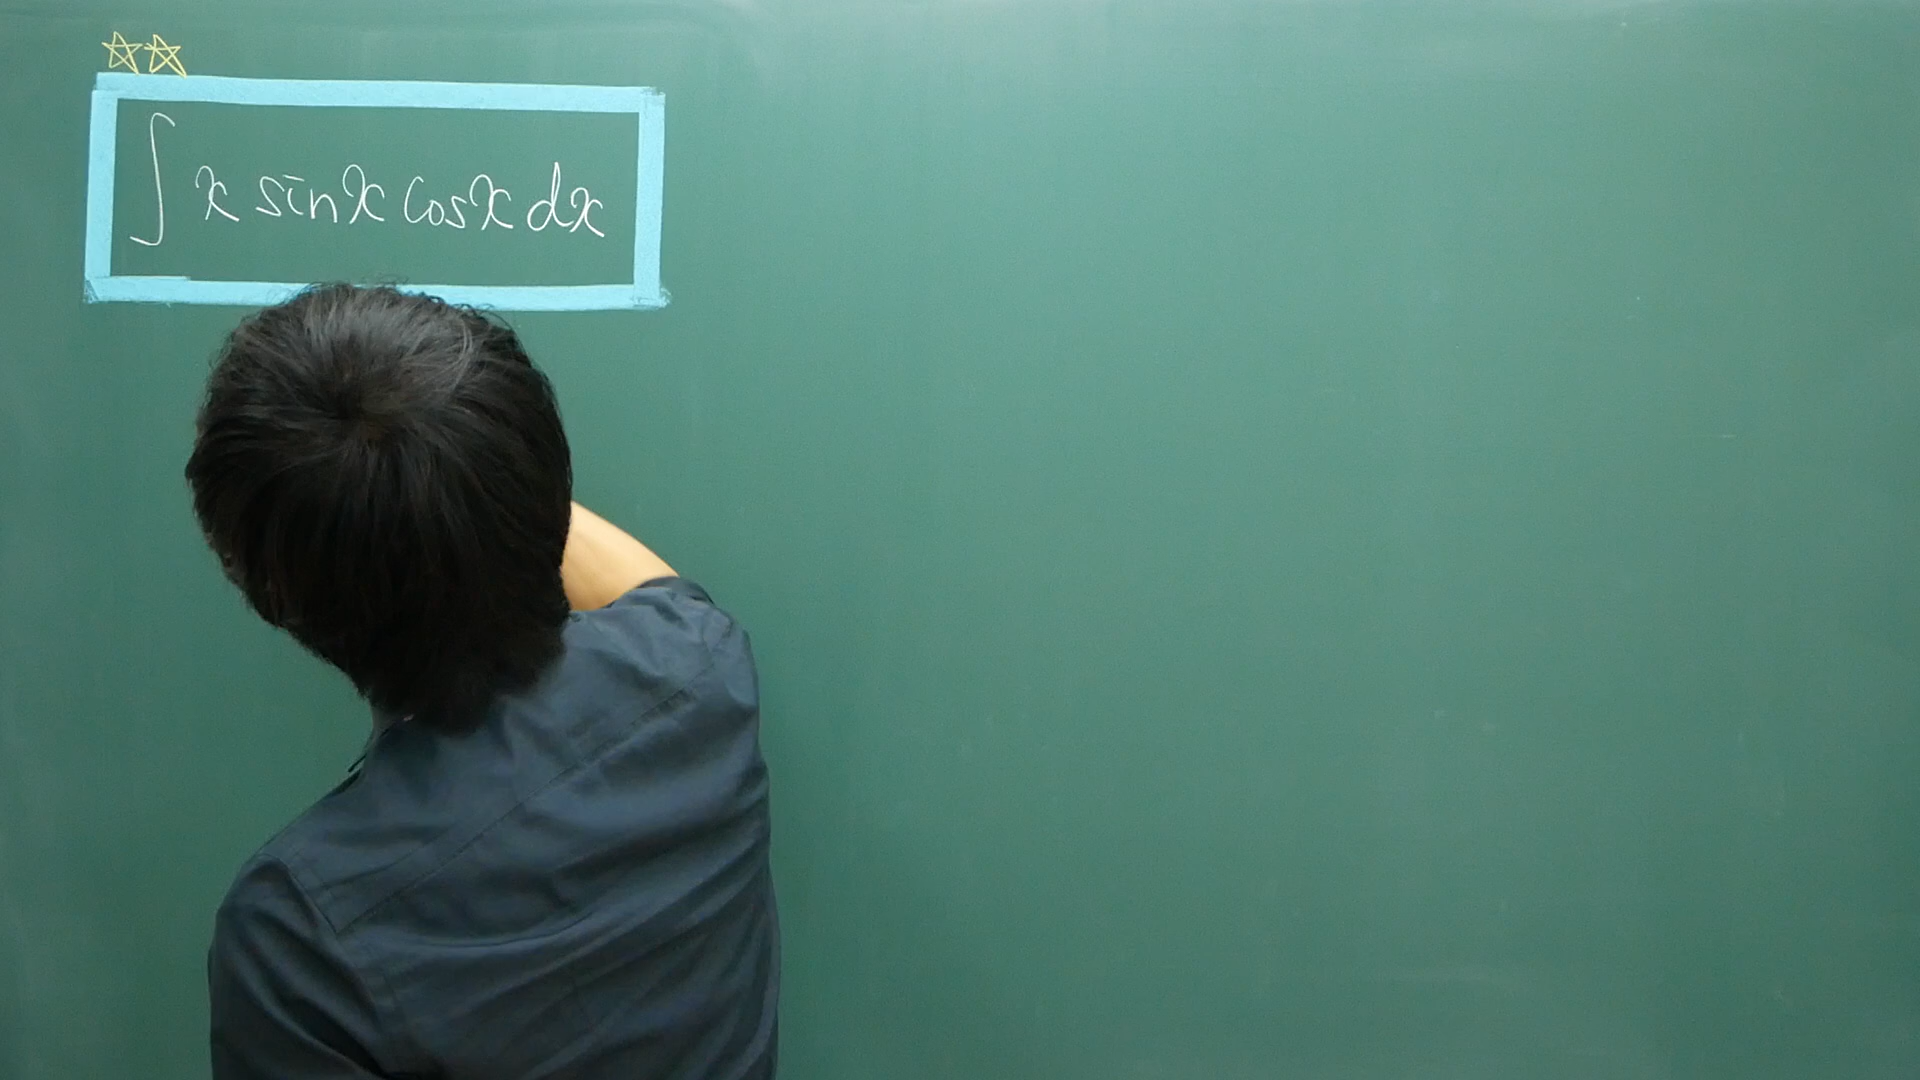 ☆☆
∫ x sinx cosx dx